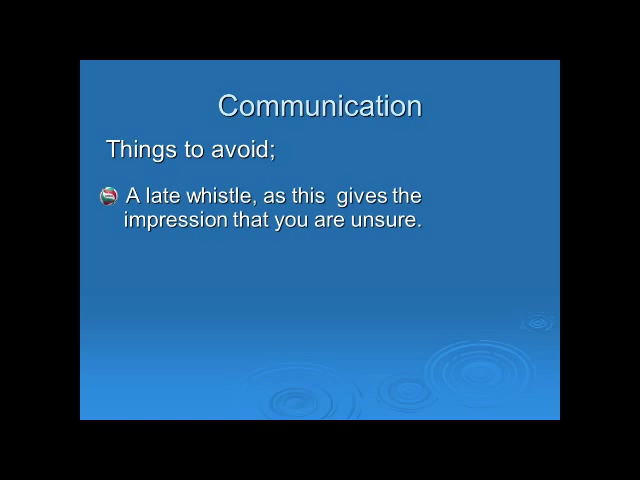 Communication
Things to avoid;
A late whistle, as this  gives the
impression that you are unsure.